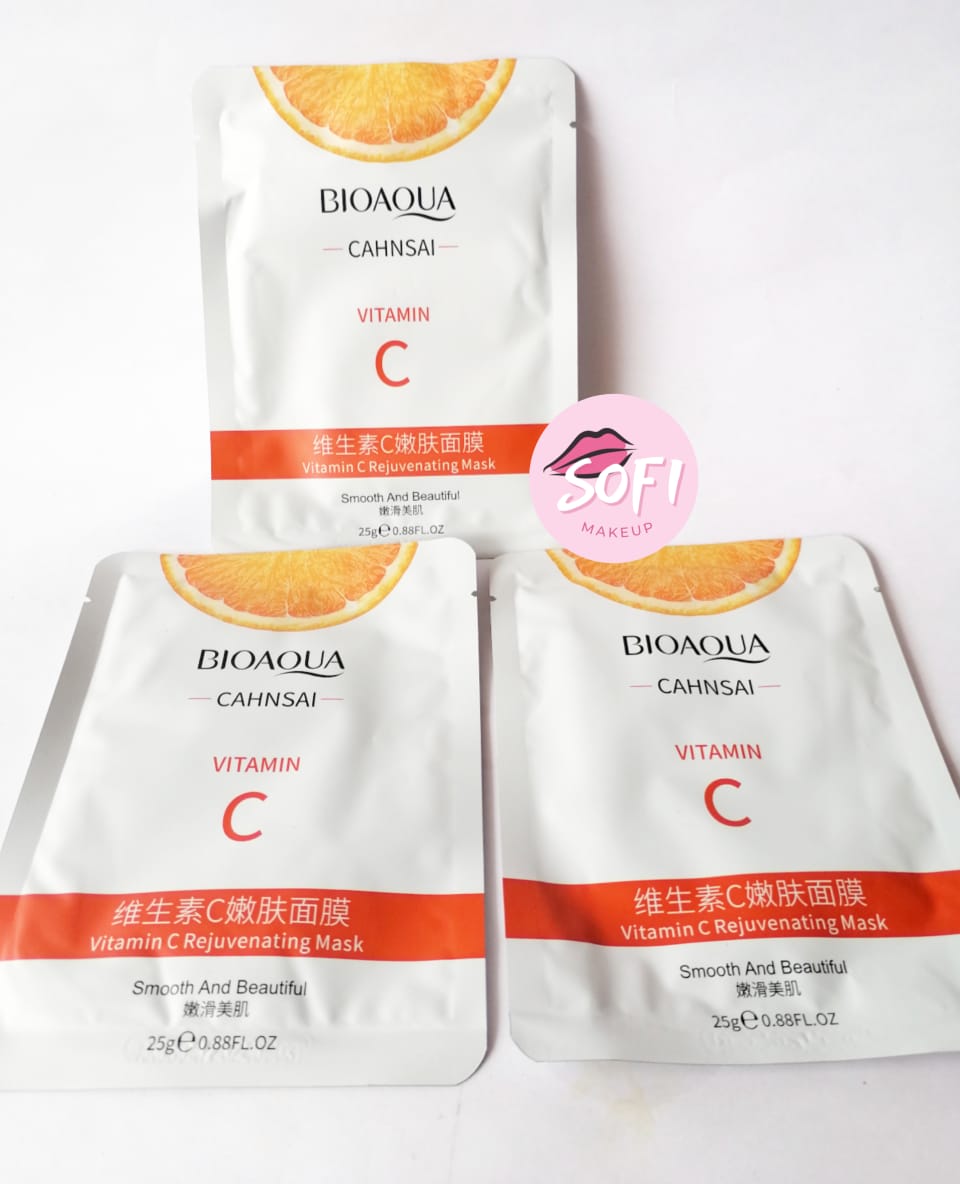 BIOAQUA
CAHNSAI
VITAMIN
C
维生素C嫩肤面膜
Vitamin C Rejuvenating Mask
Smooth And Beautiful
嫩滑美肌
25g℮0.88FL.OZ
SOFI
MAKEUP
BIOAQUA
CAHNSAI
VITAMIN
C
维生素C嫩肤面膜
Vitamin C Rejuvenating Mask
Smooth And Beautiful
嫩滑美肌
25g℮0.88FL.OZ
BIOAQUA
CAHNSAI
VITAMIN
C
维生素C嫩肤面膜
Vitamin C Rejuvenating Mask
Smooth And Beautiful
嫩滑美肌
25g℮0.88FL.OZ